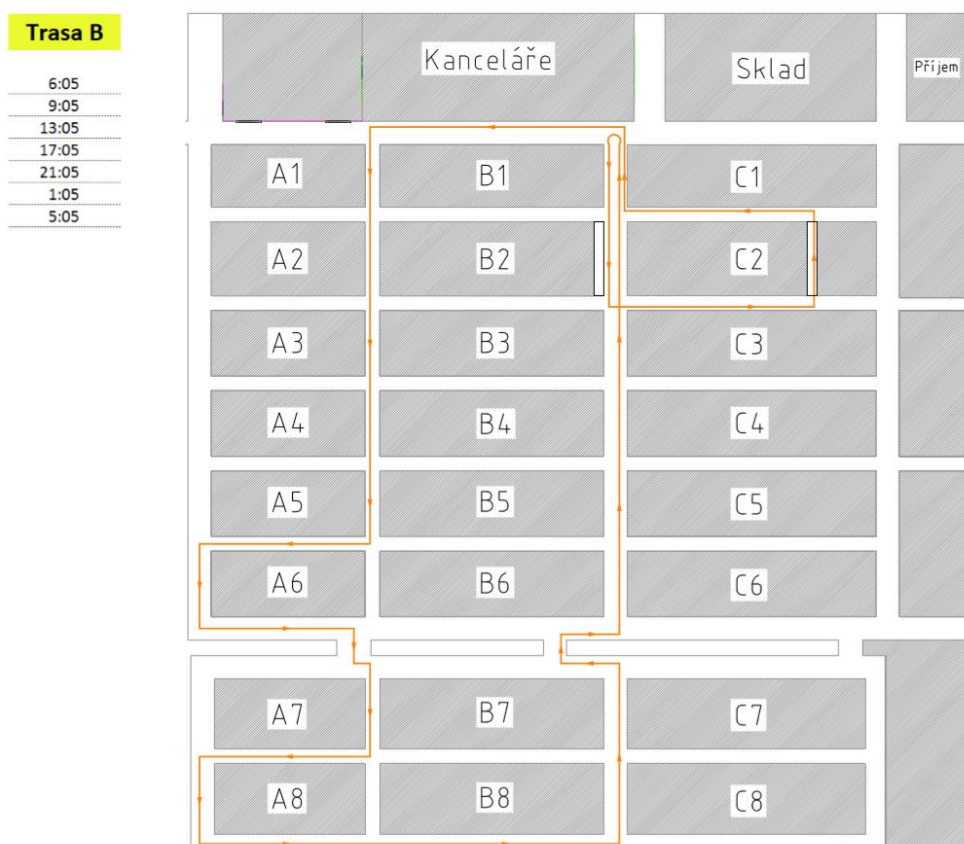 Trasa B
6:05
9:05
13:05
17:05
21:05
1:05
5:05
Kanceláře
Sklad
Příjem
A1
B1
C1
A2
B2
C2
A3
B3
C3
A4
B4
C4
A5
B5
C5
A6
B6
C6
A7
B7
C7
A8
B8
C8